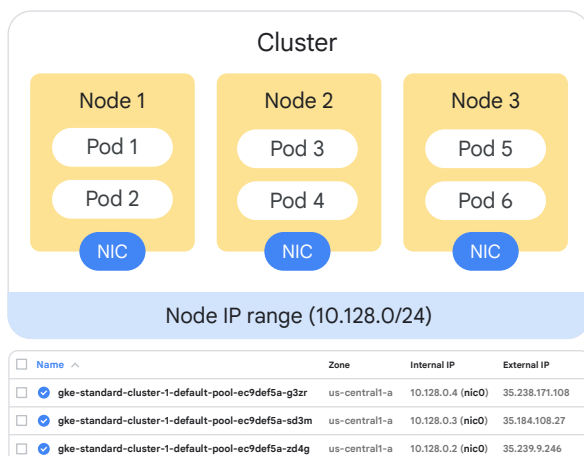 Cluster
Node 1 Node 2 Node 3
Pod 1 Pod 3 Pod 5
Pod 2 Pod 4 Pod 6
NIC NIC NIC
Node IP range (10.128.0/24)
Name Zone Internal IP External IP
gke-standard-cluster-1-default-pool-ec9def5a-g3zr us-central1-a 10.128.0.4 (nic0) 35.238.171.108
gke-standard-cluster-1-default-pool-ec9def5a-sd3m us-central1-a 10.128.0.3 (nic0) 35.184.108.27
gke-standard-cluster-1-default-pool-ec9def5a-zd4g us-central1-a 10.128.0.2 (nic0) 35.239.9.246